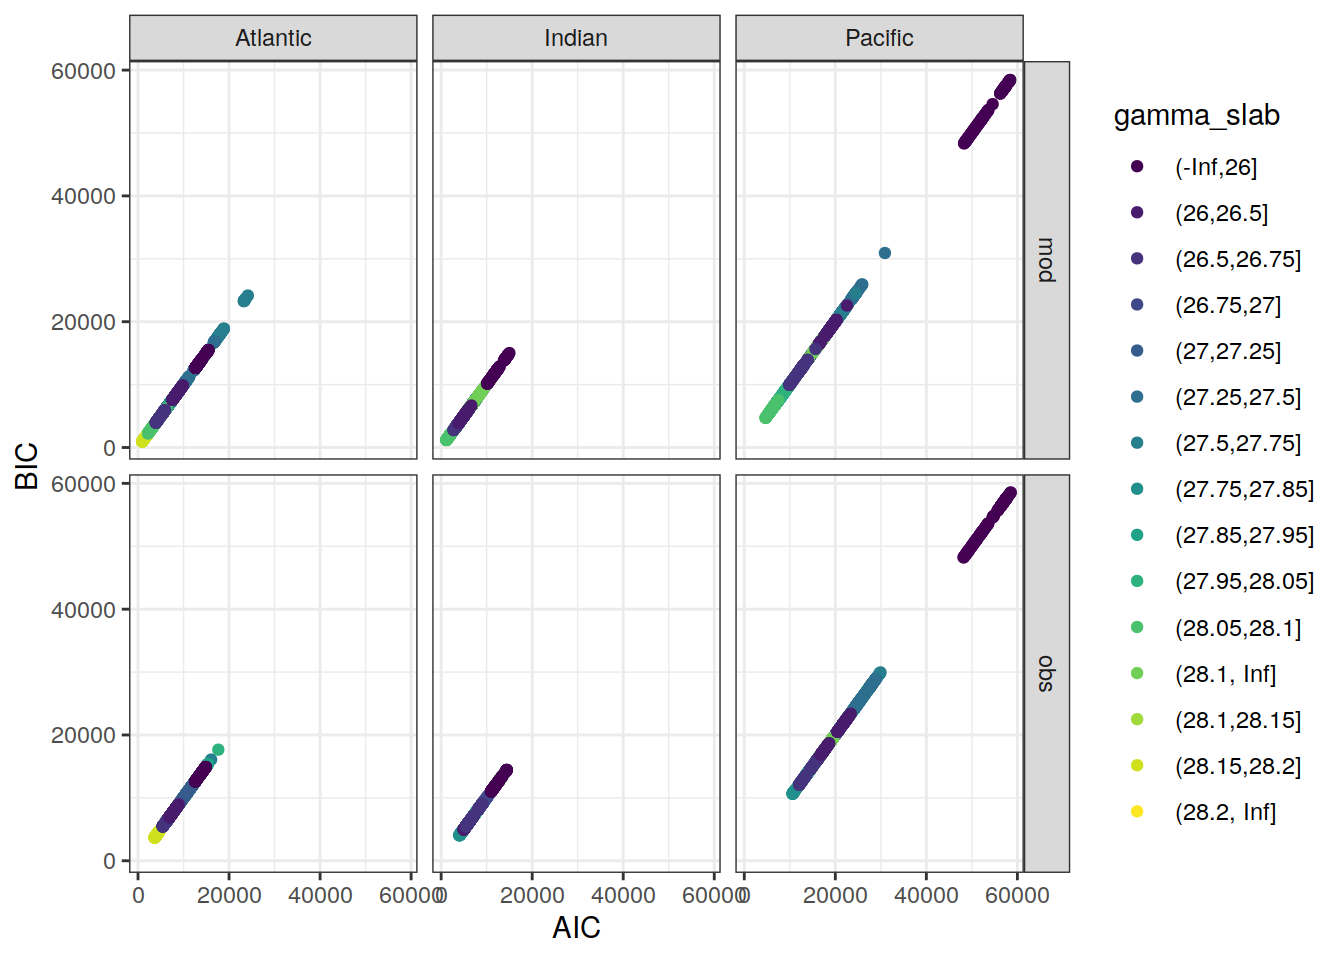 Atlantic
Indian
Pacific
60000
40000
20000
0
mod
60000
40000
20000
0
obs
BIC
0
20000
40000
60000
0
20000
40000
60000
0
20000
40000
60000
AIC
gamma_slab
(-Inf,26]
(26,26.5]
(26.5,26.75]
(26.75,27]
(27,27.25]
(27.25,27.5]
(27.5,27.75]
(27.75,27.85]
(27.85,27.95]
(27.95,28.05]
(28.05,28.1]
(28.1, Inf]
(28.1,28.15]
(28.15,28.2]
(28.2, Inf]